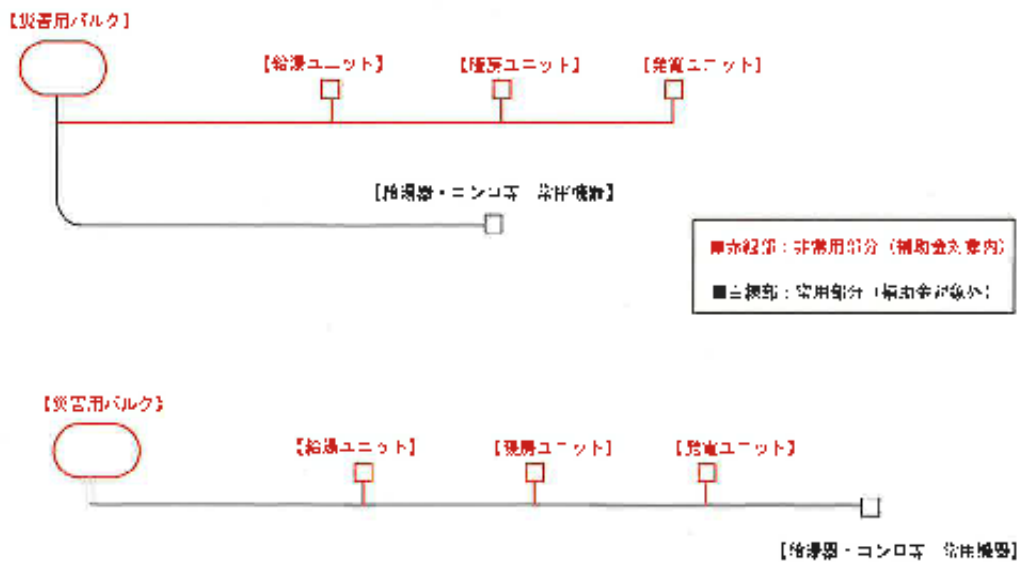 【災害用バルク】
【給湯ユニット】 【暖房ユニット】 【発電ユニット】
【給湯器・コンロ等 常用機器】
■赤線部：非常用部分（補助金対象内）
■白線部：常用部分（補助金対象外）
【災害用バルク】
【給湯ユニット】 【暖房ユニット】 【発電ユニット】
【給湯器・コンロ等 常用機器】